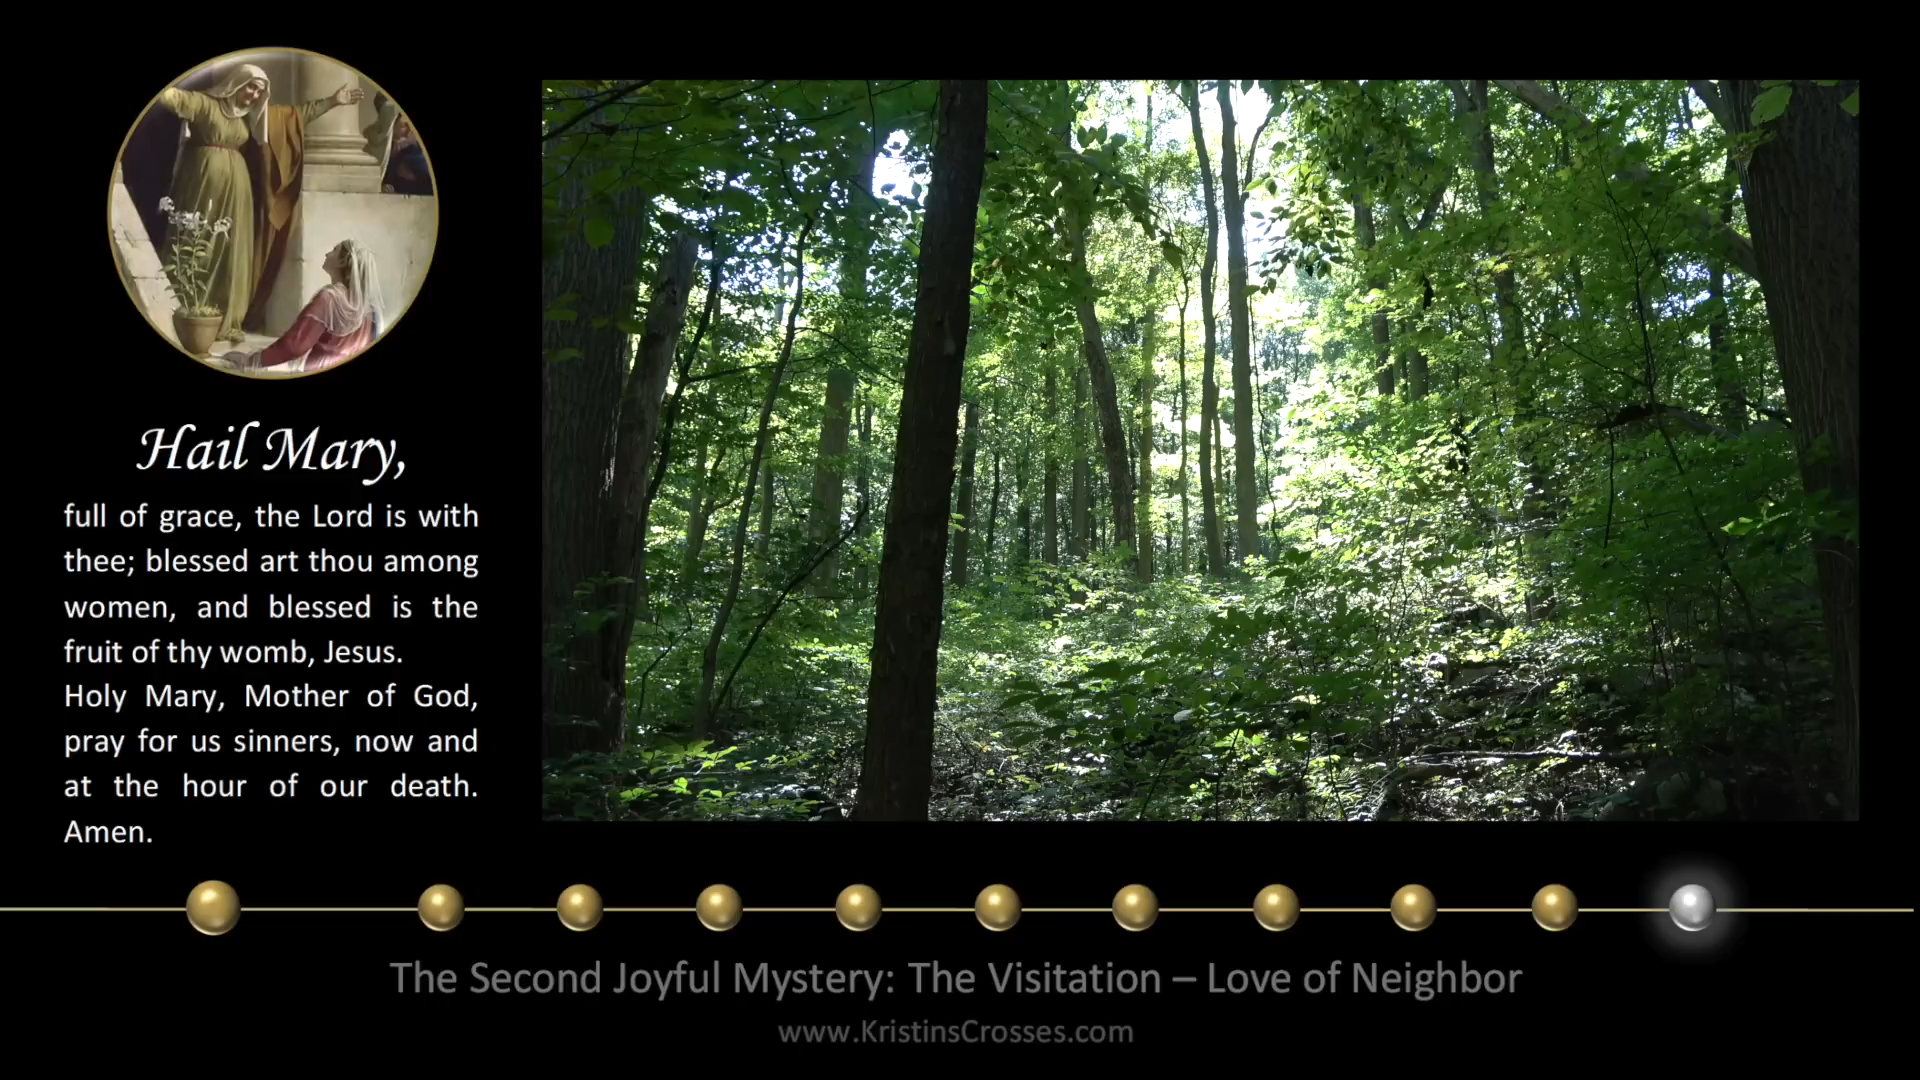 Hail Mary,
full of grace, the Lord is with
thee; blessed art thou among
women, and blessed is the
fruit of thy womb, Jesus.
Holy Mary, Mother of God,
pray for us sinners, now and
at the hour of our death.
Amen.
The Second Joyful Mystery: The Visitation – Love of Neighbor
www.KristinsCrosses.com